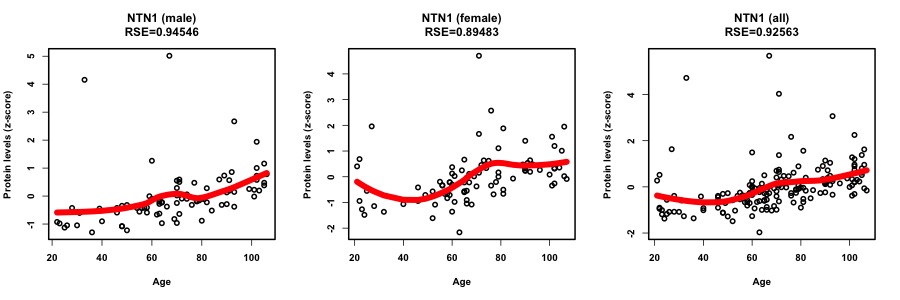 NTN1 (male)
RSE=0.94546
Protein levels (z-score)
5
4
3
2
1
0
-1
20 40 60 80 100
Age
NTN1 (female)
RSE=0.89483
Protein levels (z-score)
4
3
2
1
0
-1
-2
20 40 60 80 100
Age
NTN1 (all)
RSE=0.92563
Protein levels (z-score)
4
2
0
-2
20 40 60 80 100
Age